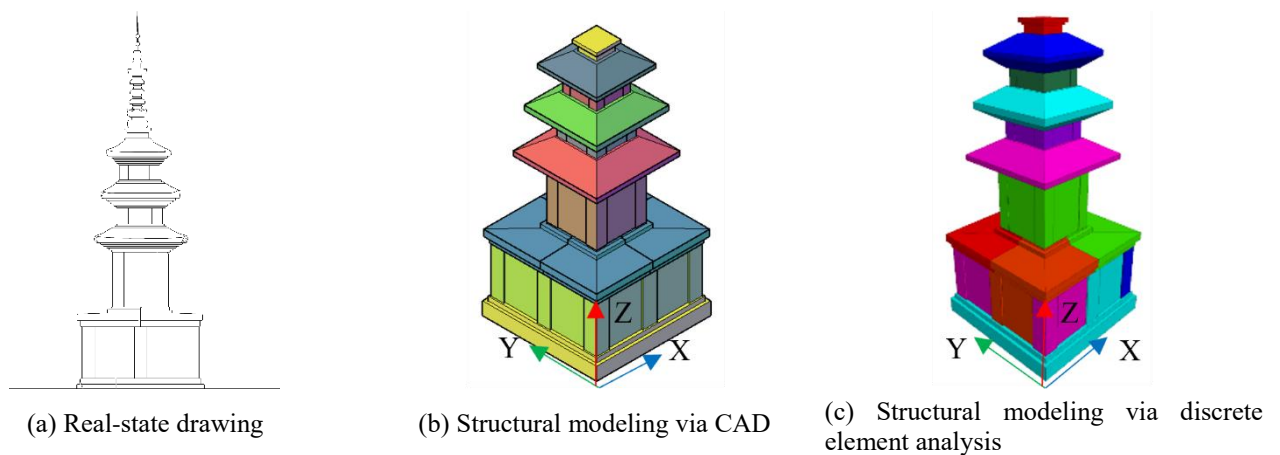 Z
Y
X
Z
Y
X
(a) Real-state drawing
(b) Structural modeling via CAD
(c) Structural modeling via discrete
element analysis